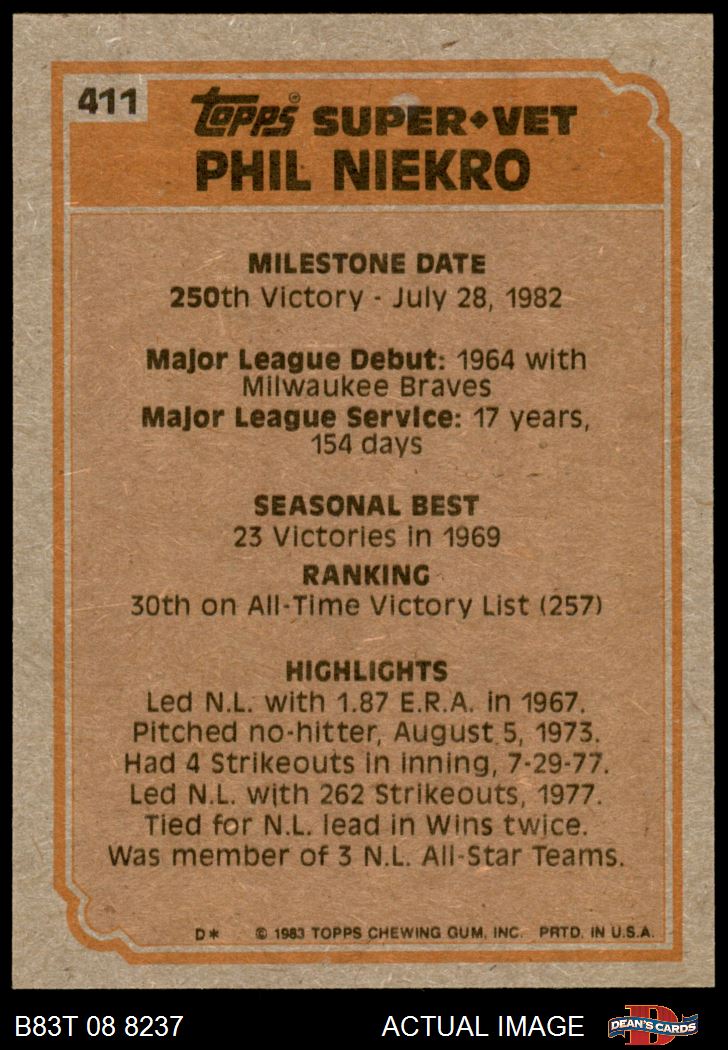 411
Topps® SUPER◆VET
PHIL NIEKRO
MILESTONE DATE
250th Victory - July 28, 1982
Major League Debut: 1964 with
Milwaukee Braves
Major League Service: 17 years,
154 days
SEASONAL BEST
23 Victories in 1969
RANKING
30th on All-Time Victory List (257)
HIGHLIGHTS
Led N.L. with 1.87 E.R.A. in 1967.
Pitched no-hitter, August 5, 1973.
Had 4 Strikeouts in inning, 7-29-77.
Led N.L. with 262 Strikeouts, 1977.
Tied for N.L. lead in Wins twice.
Was member of 3 N.L. All-Star Teams.
D* © 1983 TOPPS CHEWING GUM, INC. PRTD. IN U.S.A.
B83T 08 8237 ACTUAL IMAGE D DEAN'S CARDS